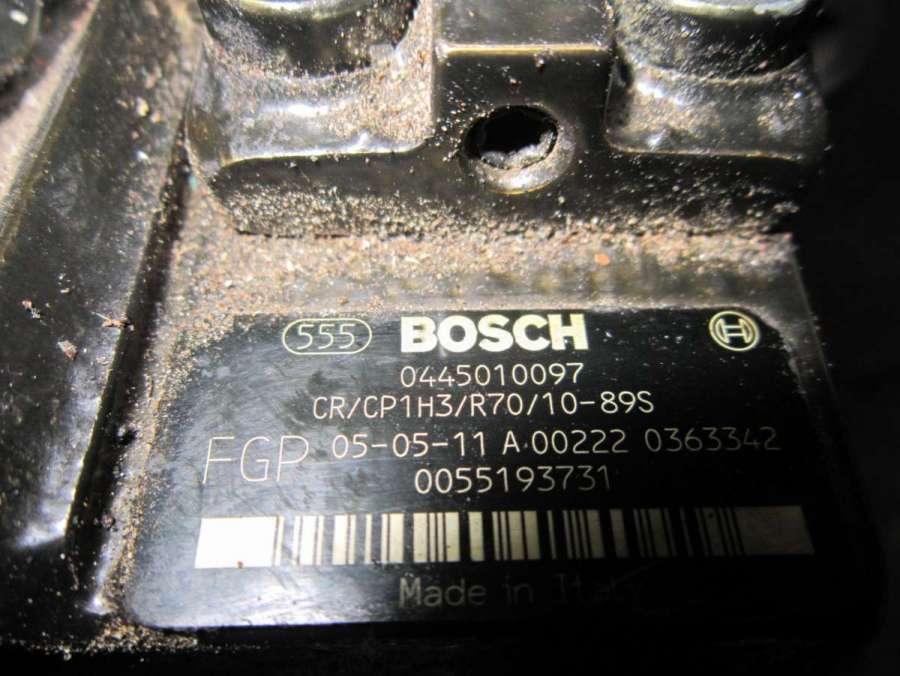 555 BOSCH
0445010097
CR/CP1H3/R70/10-89S
FGP 05-05-11 A.00222 0363342
0055193731
Made in Italy